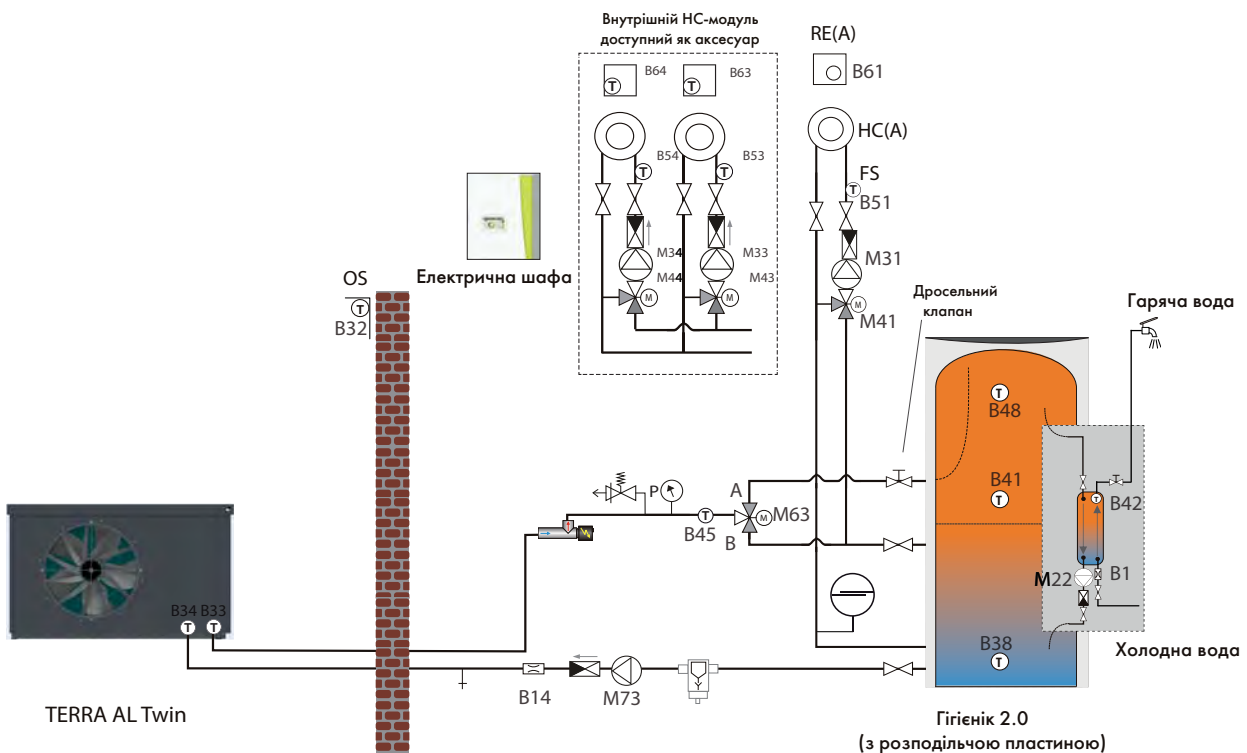 Внутрішній HC-модуль
доступний як аксесуар
RE(A)
B64
B63
B61
T
T
HC(A)
B54
B53
T
T
FS
T
B51
M34
M33
M31
Електрична шафа
M44
M43
M
M
M
M41
OS
T
B32
Дросельний
клапан
Гаряча вода
T
B48
A
B41
T
P
T
B42
T
M
M63
B45
B
M22
B1
B34
B33
T
T
B38
T
Холодна вода
B14
M73
TERRA AL Twin
Гігієнік 2.0
(з розподільчою пластиною)